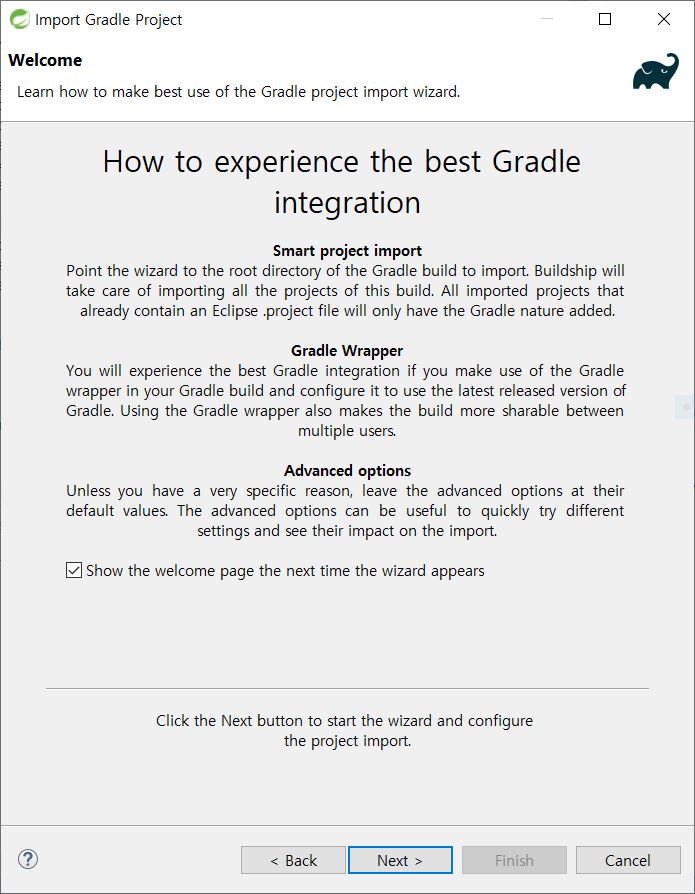 Import Gradle Project
Welcome
Learn how to make best use of the Gradle project import wizard.
How to experience the best Gradle
integration
Smart project import
Point the wizard to the root directory of the Gradle build to import. Buildship will
take care of importing all the projects of this build. All imported projects that
already contain an Eclipse .project file will only have the Gradle nature added.
Gradle Wrapper
You will experience the best Gradle integration if you make use of the Gradle
wrapper in your Gradle build and configure it to use the latest released version of
Gradle. Using the Gradle wrapper also makes the build more sharable between
multiple users.
Advanced options
Unless you have a very specific reason, leave the advanced options at their
default values. The advanced options can be useful to quickly try different
settings and see their impact on the import.
Show the welcome page the next time the wizard appears
Click the Next button to start the wizard and configure
the project import.
? < Back Next > Finish Cancel